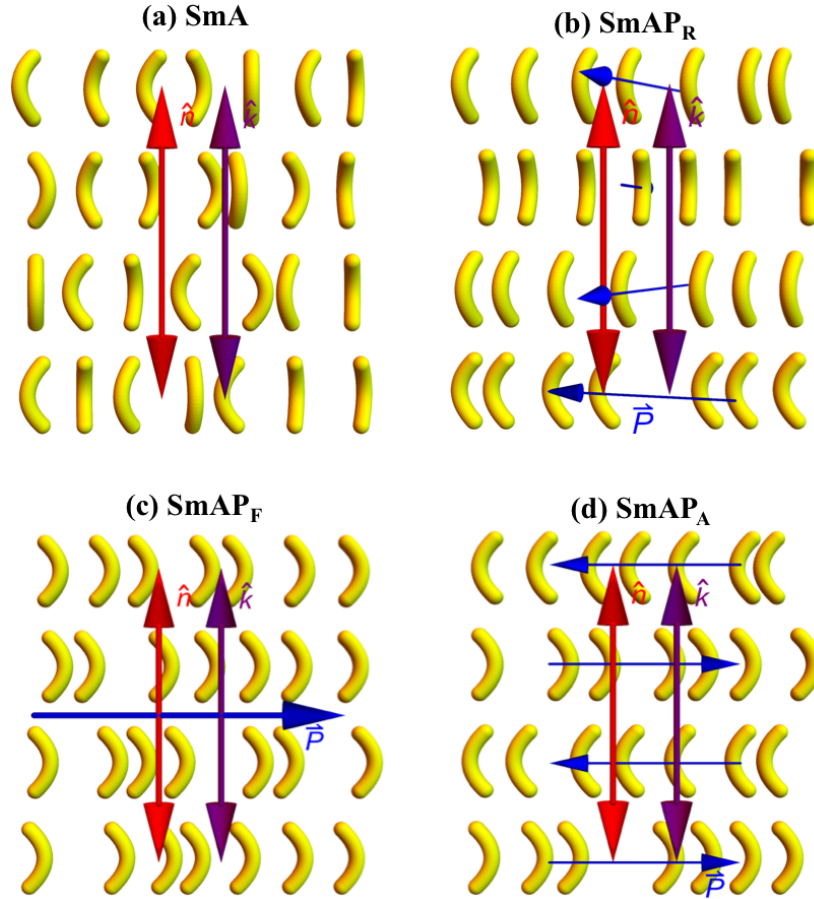 (a) SmA
(b) SmAP_R
n̂ k̂
n̂ k̂
P⃗
(c) SmAP_F
(d) SmAP_A
n̂ k̂
n̂ k̂
P⃗
P⃗